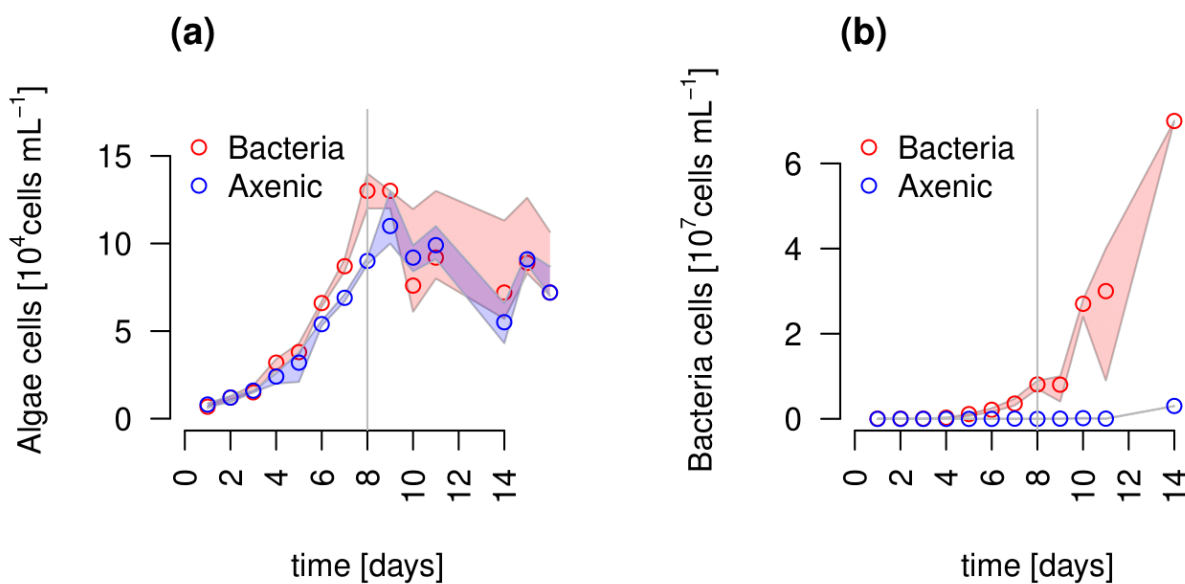 (a)
Algae cells [10⁴cells mL⁻¹]
15
10
5
0
Bacteria
Axenic
0 2 4 6 8 10 12 14
time [days]
(b)
Bacteria cells [10⁷cells mL⁻¹]
6
4
2
0
Bacteria
Axenic
0 2 4 6 8 10 12 14
time [days]